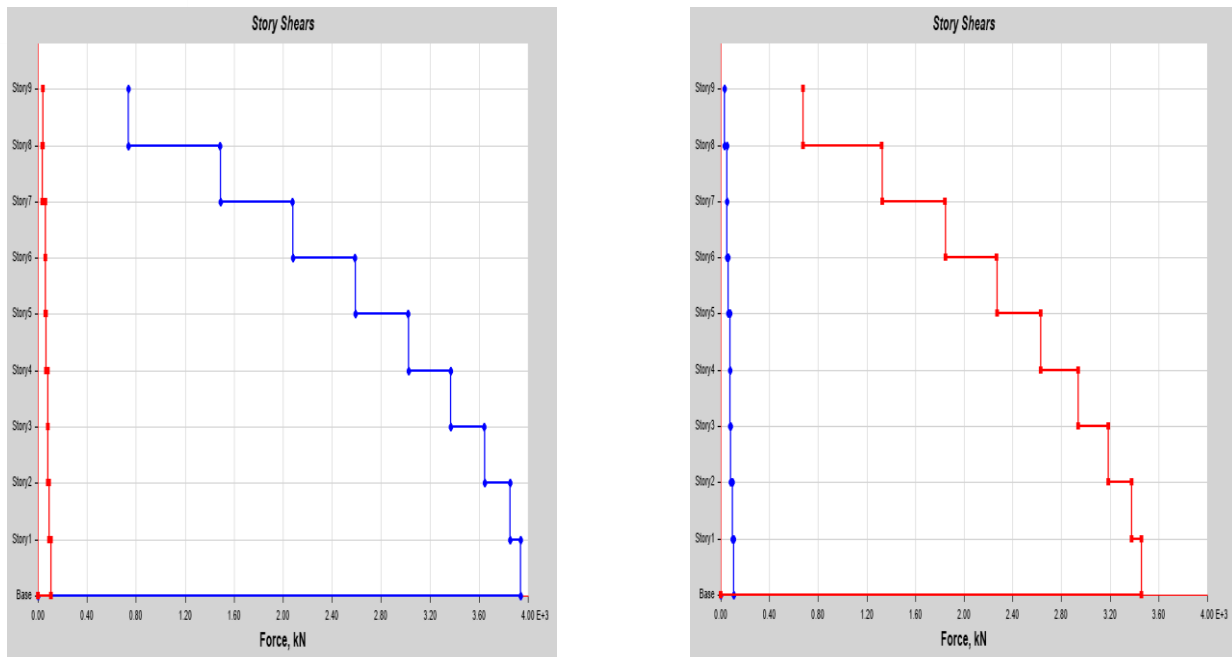 Story Shears
Story9
Story8
Story7
Story6
Story5
Story4
Story3
Story2
Story1
Base
0.00 0.40 0.80 1.20 1.60 2.00 2.40 2.80 3.20 3.60 4.00 E+3
Force, kN
Story Shears
Story9
Story8
Story7
Story6
Story5
Story4
Story3
Story2
Story1
Base
0.00 0.40 0.80 1.20 1.60 2.00 2.40 2.80 3.20 3.60 4.00 E+3
Force, kN